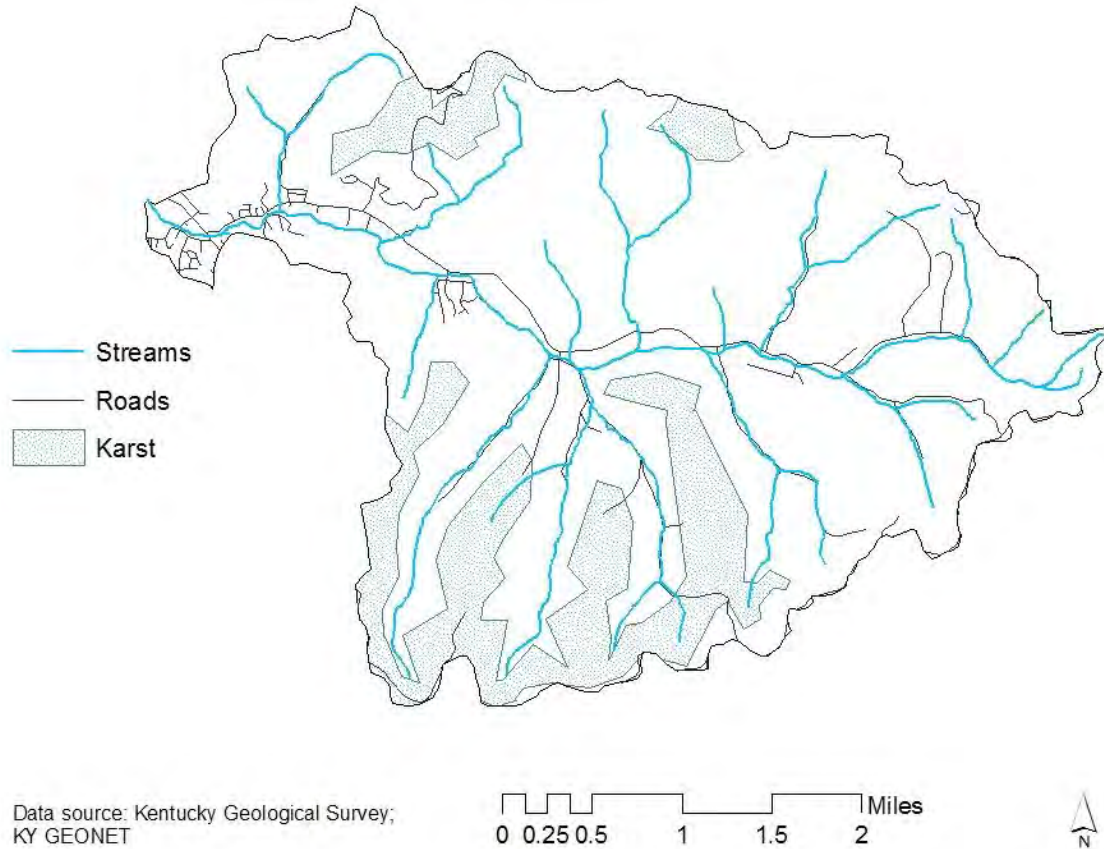 Streams
Roads
Karst
Data source: Kentucky Geological Survey;
KY GEONET
Miles
0 0.25 0.5 1 1.5 2
N